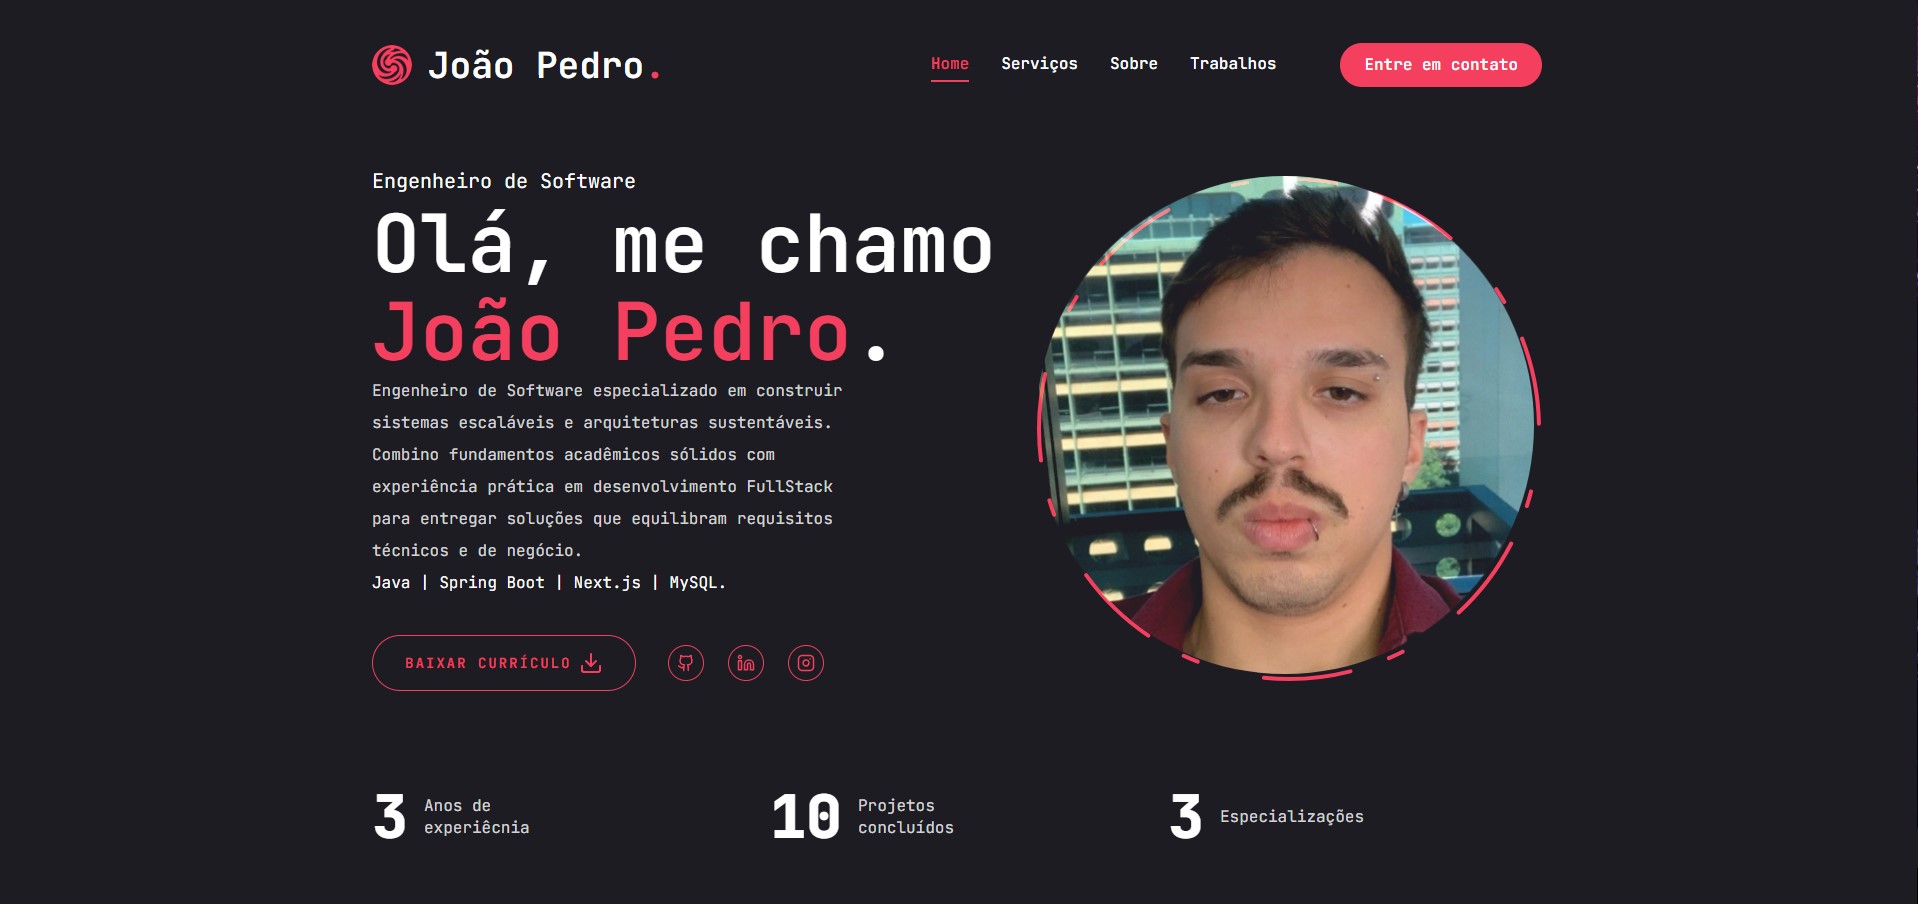 João Pedro.
Home Serviços Sobre Trabalhos Entre em contato
Engenheiro de Software
Olá, me chamo
João Pedro.
Engenheiro de Software especializado em construir
sistemas escaláveis e arquiteturas sustentáveis.
Combino fundamentos acadêmicos sólidos com
experiência prática em desenvolvimento FullStack
para entregar soluções que equilibram requisitos
técnicos e de negócio.
Java | Spring Boot | Next.js | MySQL.
BAIXAR CURRÍCULO
in
3 Anos de
experiêcnia
10 Projetos
concluídos
3 Especializações